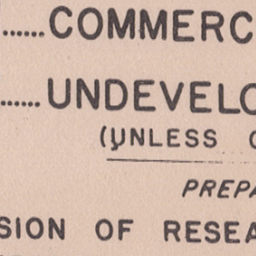 ......COMMERC
......UNDEVELO
(UNLESS O
PREPA
SION OF RESEA